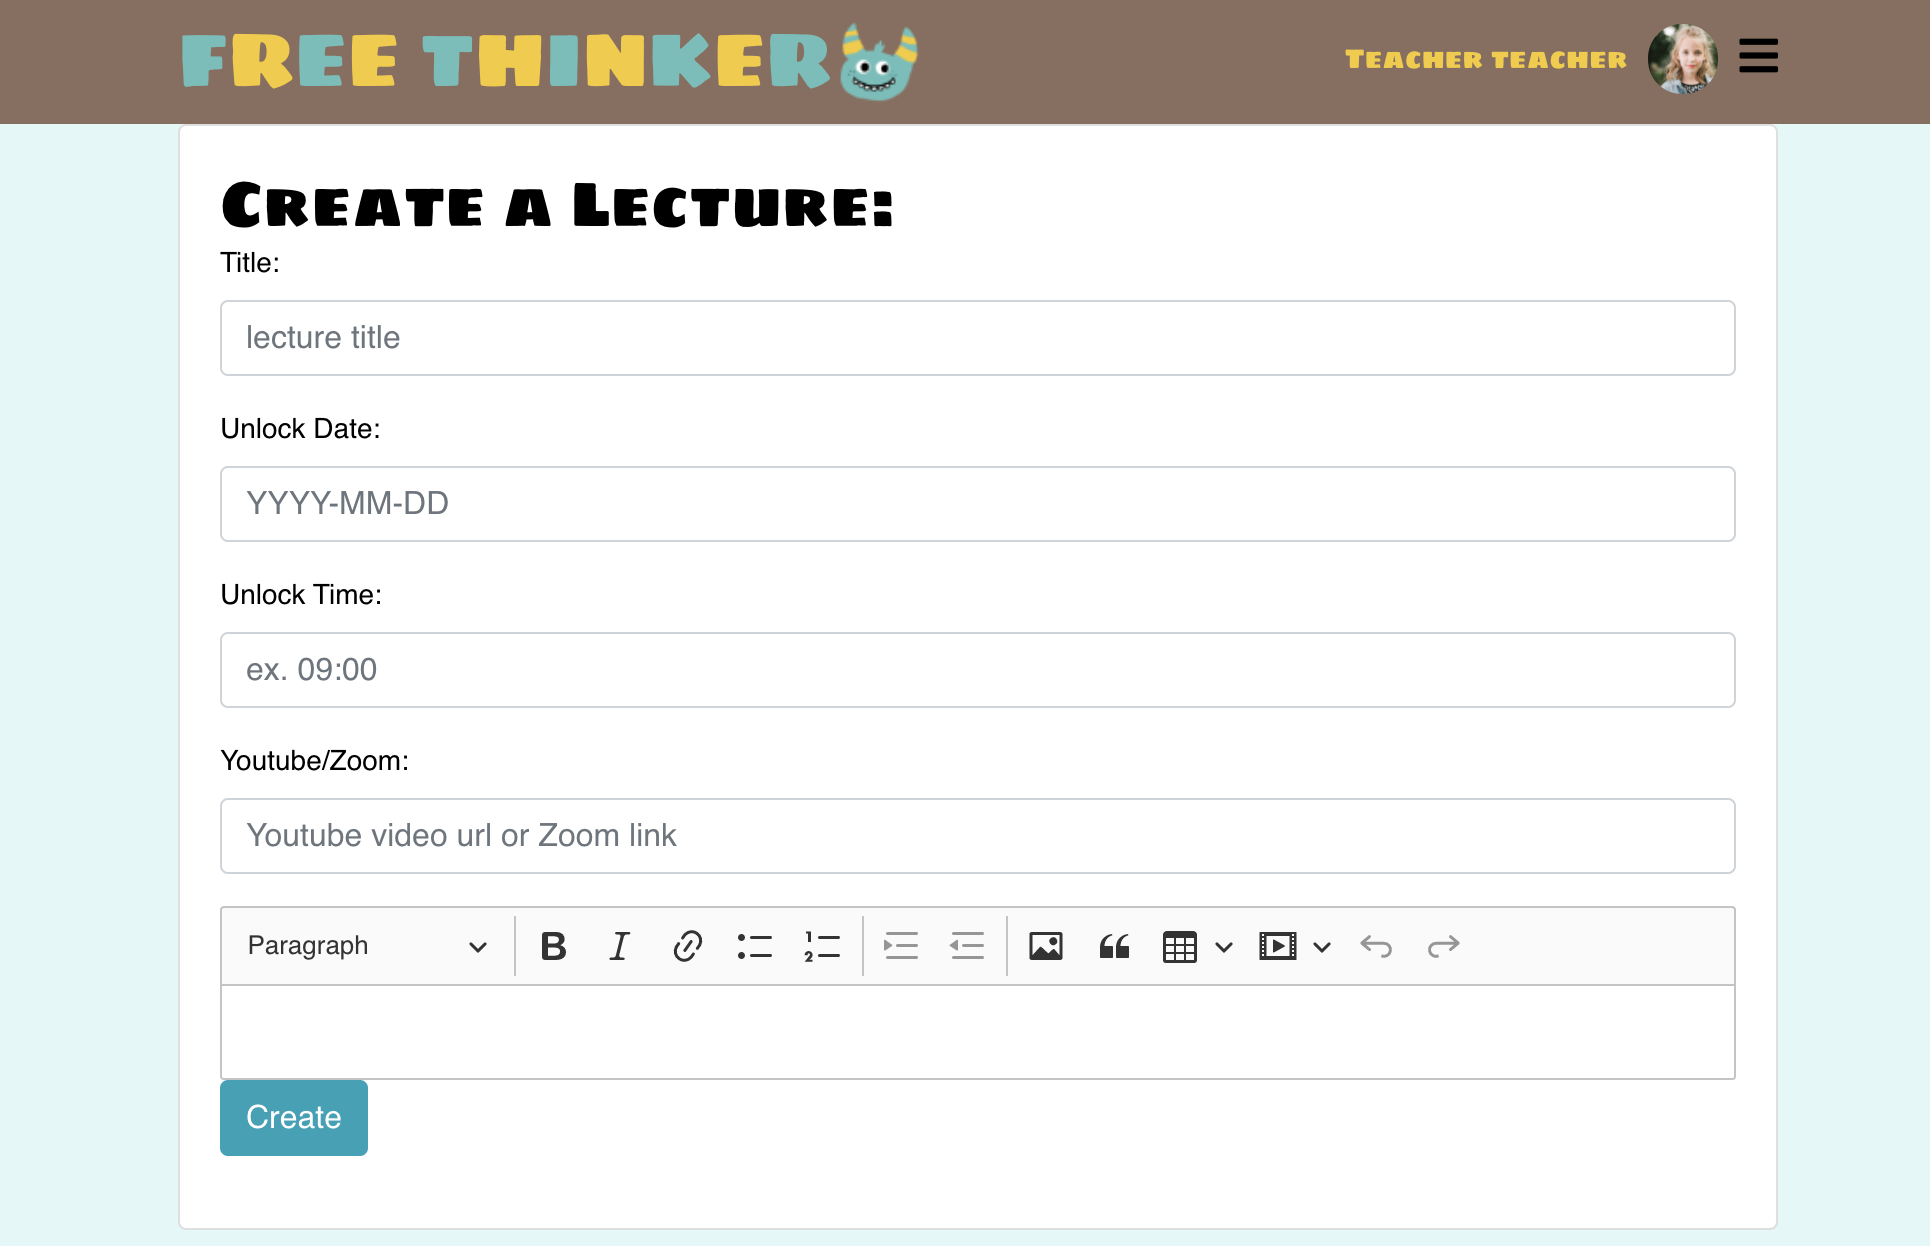 FREE THINKER
Teacher teacher
Create a Lecture:
Title:
lecture title
Unlock Date:
YYYY-MM-DD
Unlock Time:
ex. 09:00
Youtube/Zoom:
Youtube video url or Zoom link
Paragraph
Create